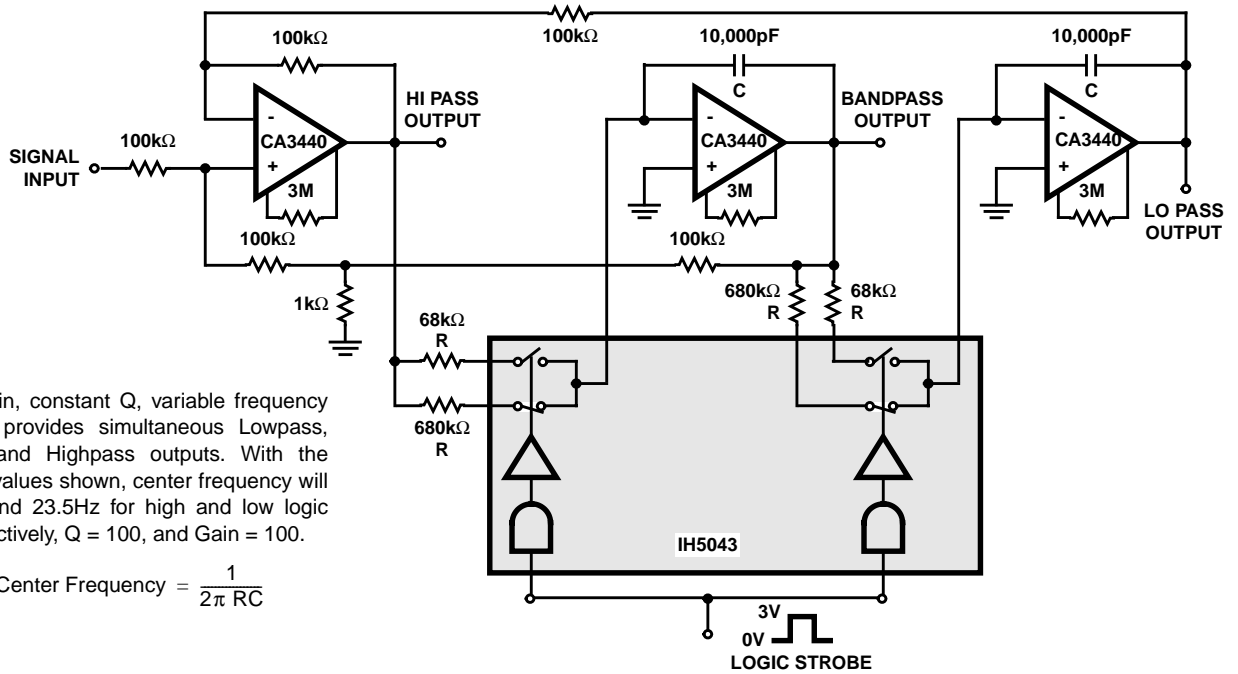 100kΩ
100kΩ
10,000pF
10,000pF
C
C
HI PASS
OUTPUT
BANDPASS
OUTPUT
100kΩ
-
CA3440
+
-
CA3440
+
-
CA3440
+
SIGNAL
INPUT
3M
3M
3M
LO PASS
OUTPUT
100kΩ
100kΩ
1kΩ
680kΩ
R
68kΩ
R
68kΩ
R
680kΩ
R
in, constant Q, variable frequency
provides simultaneous Lowpass,
and Highpass outputs. With the
values shown, center frequency will
nd 23.5Hz for high and low logic
ctively, Q = 100, and Gain = 100.
Center Frequency = 1
2π RC
IH5043
3V
0V
LOGIC STROBE